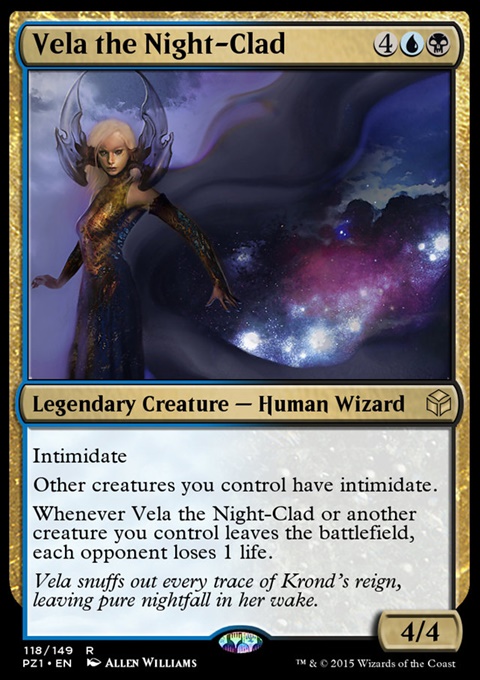 Vela the Night-Clad 4
Legendary Creature — Human Wizard
Intimidate
Other creatures you control have intimidate.
Whenever Vela the Night-Clad or another
creature you control leaves the battlefield,
each opponent loses 1 life.
Vela snuffs out every trace of Krond's reign,
leaving pure nightfall in her wake.
4/4
118/149 R
PZ1 • EN Allen Williams
™ & © 2015 Wizards of the Coast